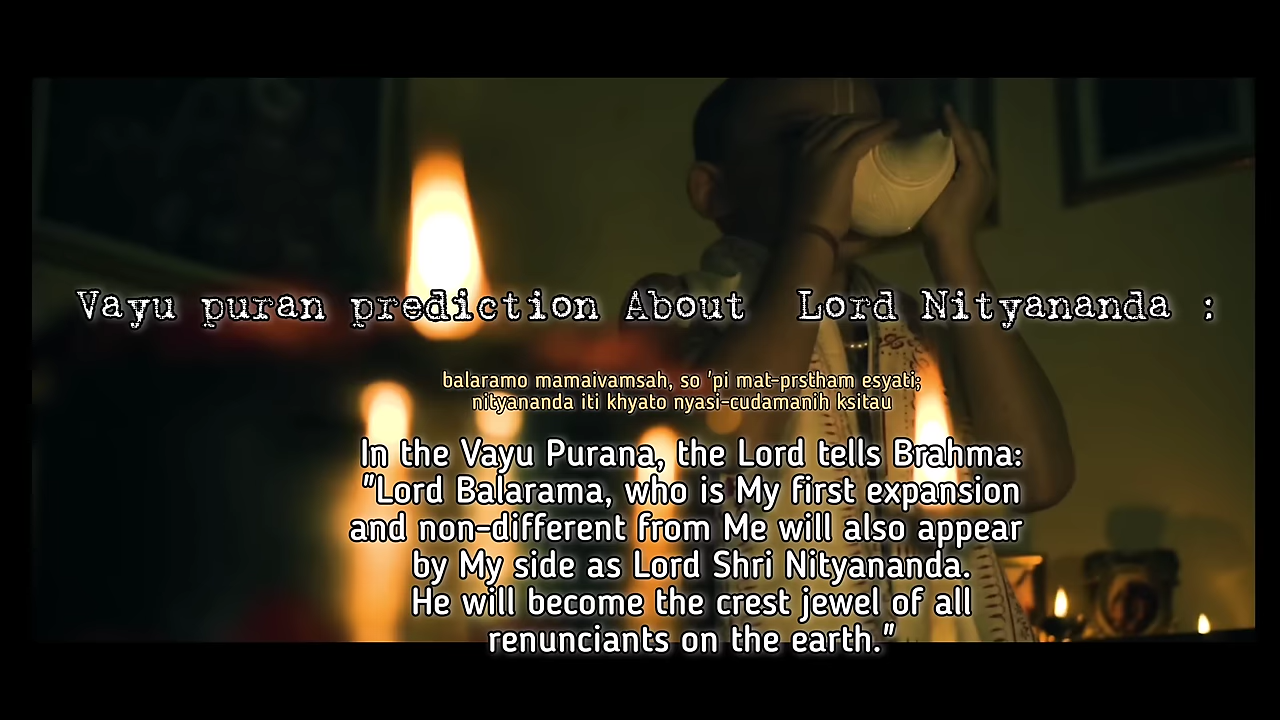 Vayu puran prediction About Lord Nityananda :
balaramo mamaivamsah, so 'pi mat-prstham esyati;
nityananda iti khyato nyasi-cudamanih ksitau
In the Vayu Purana, the Lord tells Brahma:
"Lord Balarama, who is My first expansion
and non-different from Me will also appear
by My side as Lord Shri Nityananda.
He will become the crest jewel of all
renunciants on the earth."